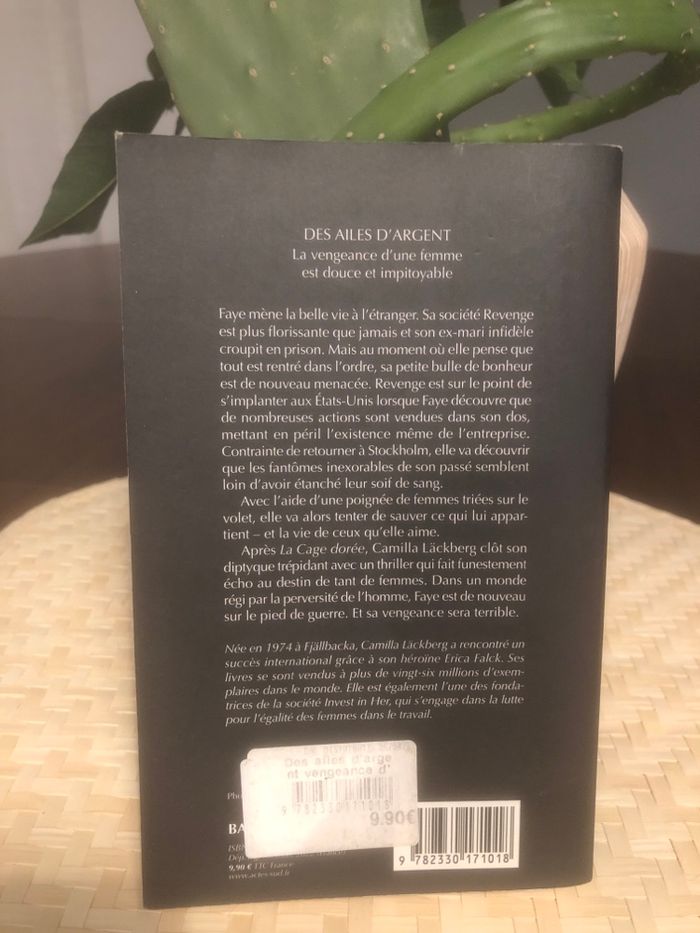 DES AILES D'ARGENT
La vengeance d'une femme
est douce et impitoyable
Faye mène la belle vie à l'étranger. Sa société Revenge
est plus florissante que jamais et son ex-mari infidèle
croupit en prison. Mais au moment où elle pense que
tout est rentré dans l'ordre, sa petite bulle de bonheur
est de nouveau menacée. Revenge est sur le point de
s'implanter aux États-Unis lorsque Faye découvre que
de nombreuses actions sont vendues dans son dos,
mettant en péril l'existence même de l'entreprise.
Contrainte de retourner à Stockholm, elle va découvrir
que les fantômes inexorables de son passé semblent
loin d'avoir étanché leur soif de sang.
Avec l'aide d'une poignée de femmes triées sur le
volet, elle va alors tenter de sauver ce qui lui appar-
tient – et la vie de ceux qu'elle aime.
Après La Cage dorée, Camilla Läckberg clôt son
diptyque trépidant avec un thriller qui fait funestement
écho au destin de tant de femmes. Dans un monde
régi par la perversité de l'homme, Faye est de nouveau
sur le pied de guerre. Et sa vengeance sera terrible.
Née en 1974 à Fjällbacka, Camilla Läckberg a rencontré un
succès international grâce à son héroïne Erica Falck. Ses
livres se sont vendus à plus de vingt-six millions d'exem-
plaires dans le monde. Elle est également l'une des fonda-
trices de la société Invest in Her, qui s'engage dans la lutte
pour l'égalité des femmes dans le travail.
Des ailes d'arge
nt vengeance d'
9.90€
BA
ISBN
9,90 € TTC France
www.actes-sud.fr
9 782330 171018